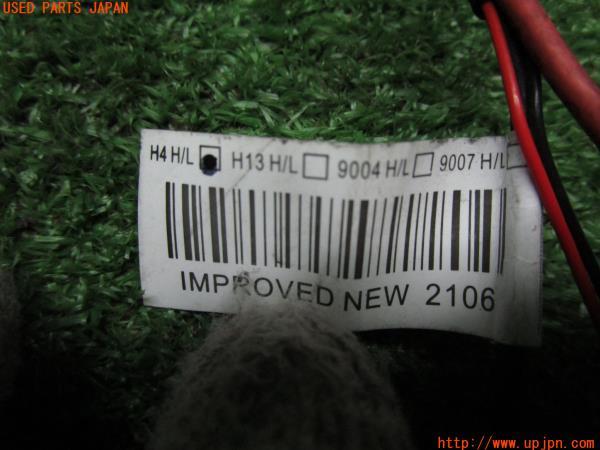 USED PARTS JAPAN
H4 H/L H13 H/L 9004 H/L 9007 H/L
IMPROVED NEW 2106
http://www.upjpn.com/